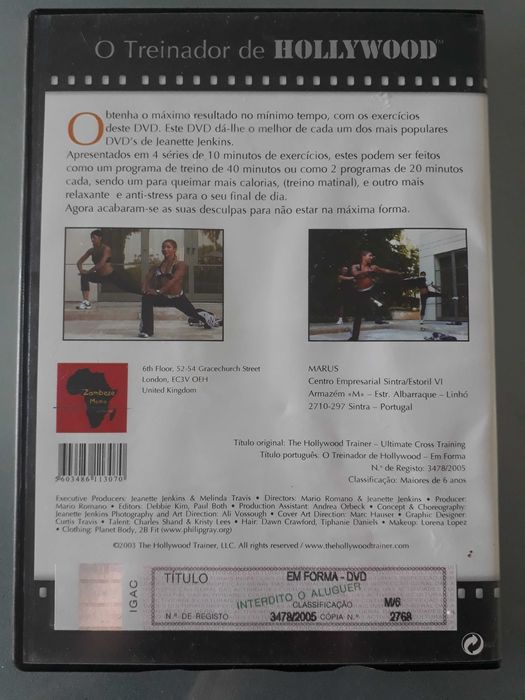 O Treinador de HOLLYWOOD™
Obtenha o máximo resultado no mínimo tempo, com os exercícios
deste DVD. Este DVD dá-lhe o melhor de cada um dos mais populares
DVD's de Jeanette Jenkins.
Apresentados em 4 séries de 10 minutos de exercícios, estes podem ser feitos
como um programa de treino de 40 minutos ou como 2 programas de 20 minutos
cada, sendo um para queimar mais calorias, (treino matinal), e outro mais
relaxante e anti-stress para o seu final de dia.
Agora acabaram-se as suas desculpas para não estar na máxima forma.
Zambeze
Media
6th Floor, 52-54 Gracechurch Street
London, EC3V OEH
United Kingdom
MARUS
Centro Empresarial Sintra/Estoril VI
Armazém «M» – Estr. Albarraque – Linhó
2710-297 Sintra – Portugal
5603486113070
Título original: The Hollywood Trainer – Ultimate Cross Training
Título português: O Treinador de Hollywood – Em Forma
N.º de Registo: 3478/2005
Classificação: Maiores de 6 anos
Executive Producers: Jeanette Jenkins & Melinda Travis • Directors: Mario Romano & Jeanette Jenkins • Producer:
Mario Romano • Editors: Debbie Kim, Paul Both • Production Assistant: Andrea Orbeck • Concept & Choreography:
Jeanette Jenkins Photography and Art Direction: Ali Vossough • Cover Art Direction: Marc Hauser • Graphic Designer:
Curtis Travis • Talent: Charles Shand & Kristy Lees • Hair: Dawn Crawford, Tiphanie Daniels • Makeup: Lorena Lopez
• Clothing: Planet Body, 2B Fit (www.philipgray.org)
©2003 The Hollywood Trainer, LLC. All rights reserved / www.thehollywoodtrainer.com
IGAC
TÍTULO EM FORMA - DVD
INTERDITO O ALUGUER
CLASSIFICAÇÃO M/6
N.º DE REGISTO 3478/2005 CÓPIA N.º 2768